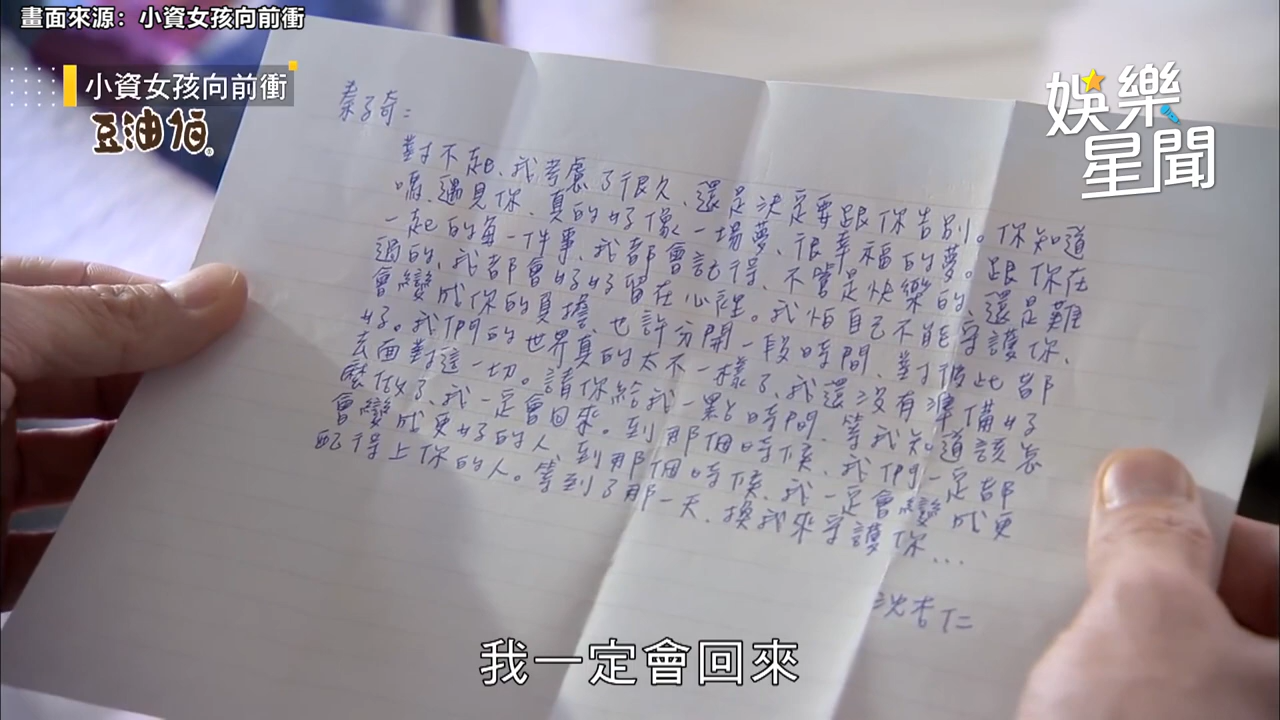 畫面來源：小資女孩向前衝
小資女孩向前衝
豆油伯
娛樂
星聞
秦子奇：
對不起、我考慮了很久、還是決定要跟你告別。你知道
嗎、遇見你、真的好像一場夢、很幸福的夢。跟你在
一起的每一件事、我都會記得、不管是快樂的、還是難
過的、我都會好好留在心裡。我怕自己不能守護你、
會變成你的負擔、也許分開一段時間、對彼此都
好。我們的世界真的太不一樣了、我還沒有準備好
去面對這一切。請你給我一點時間、等我知道該怎
麼做了、我一定會回來。到那個時候、我們一定都
會變成更好的人、到那個時候、我一定會變成更
配得上你的人。等到了那一天、換我來守護你...
沈杏仁
我一定會回來